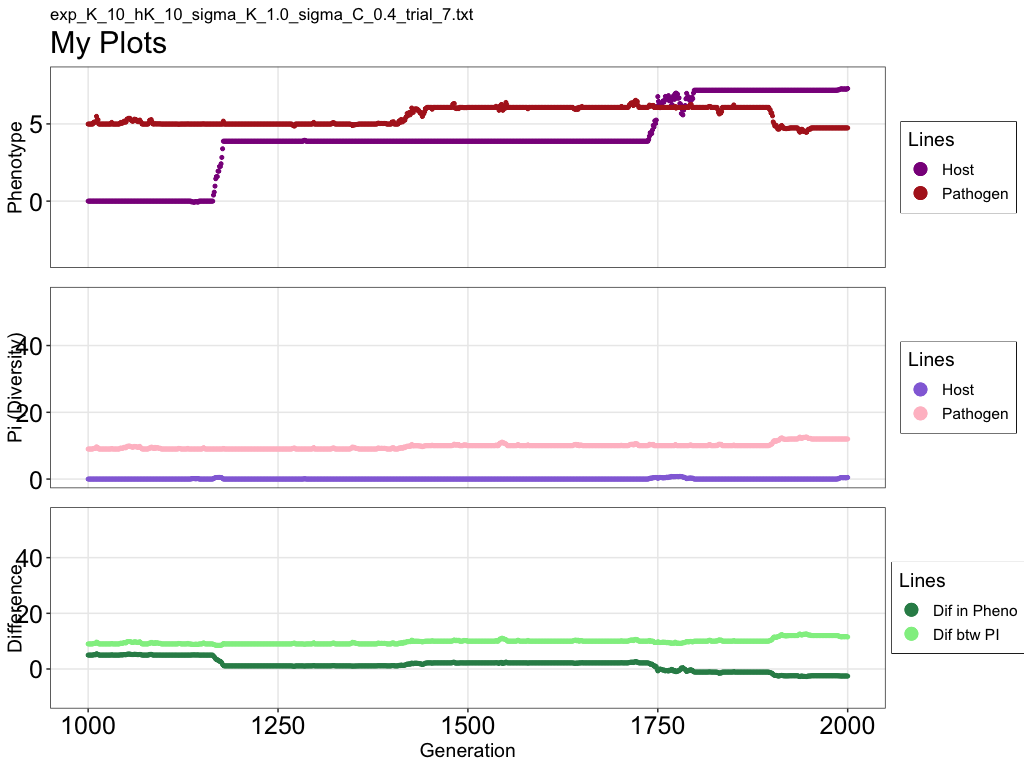 exp_K_10_hK_10_sigma_K_1.0_sigma_C_0.4_trial_7.txt
My Plots
Phenotype
5
0
Lines
Host
Pathogen
Pi (Diversity)
40
20
0
Lines
Host
Pathogen
Difference
40
20
0
Lines
Dif in Pheno
Dif btw PI
1000 1250 1500 1750 2000
Generation